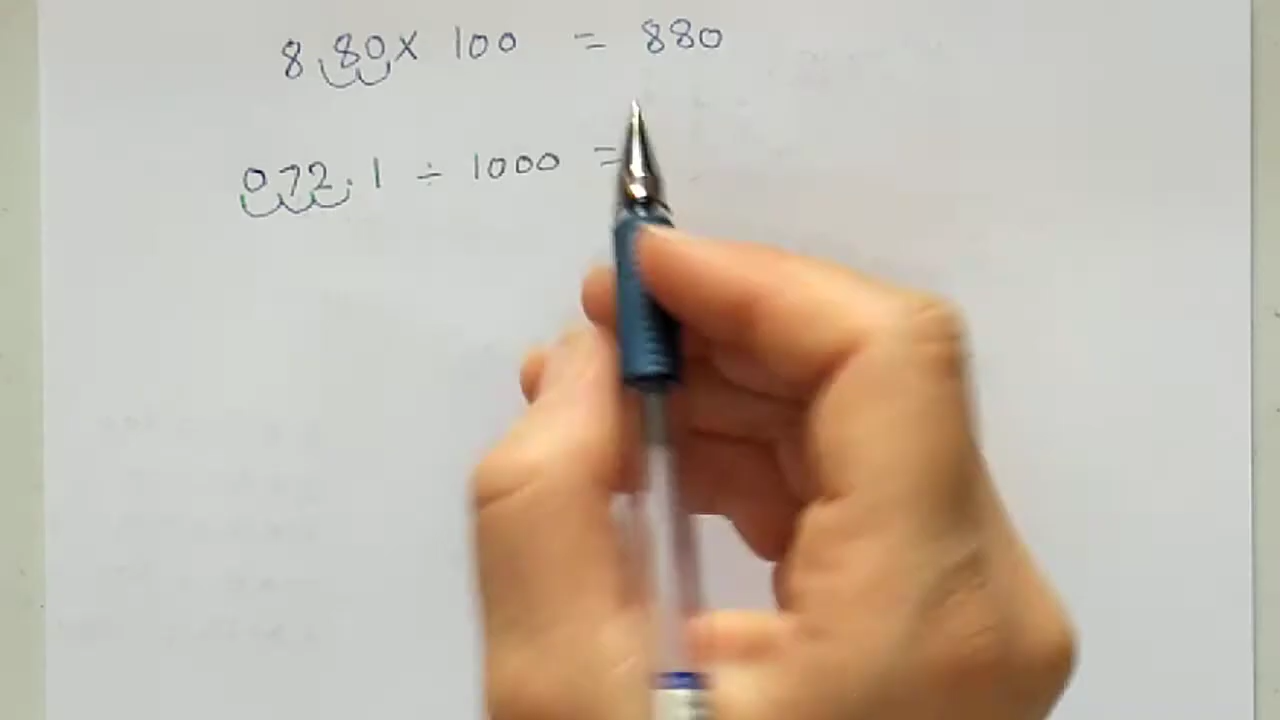 8.80 × 100 = 880
072.1 ÷ 1000 =